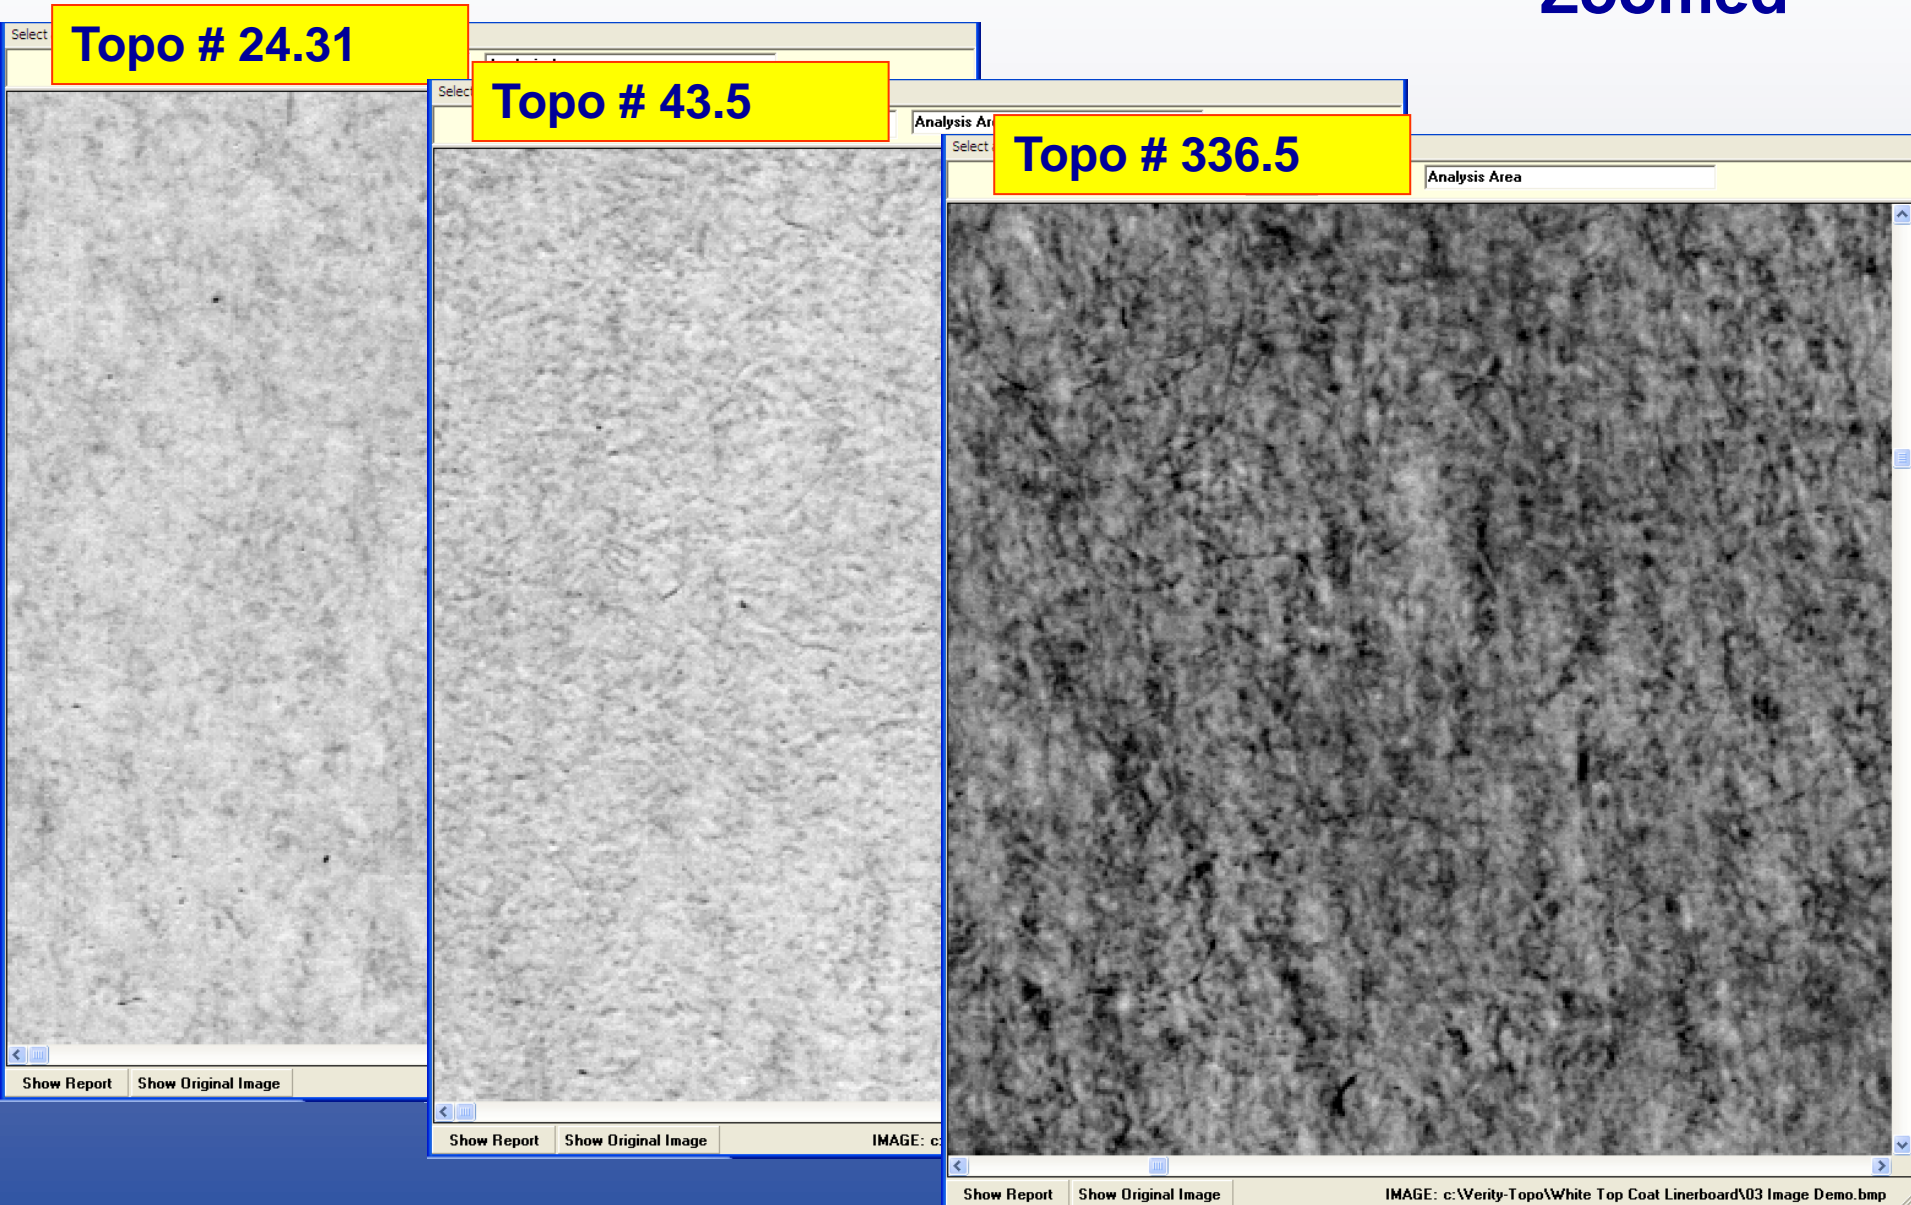 Zoomed
Select
Topo # 24.31
Select
Topo # 43.5
Analysis Ar
Select
Topo # 336.5
Analysis Area
Show Report
Show Original Image
Show Report
Show Original Image
IMAGE: c:
Show Report
Show Original Image
IMAGE: c:\Verity-Topo\White Top Coat Linerboard\03 Image Demo.bmp